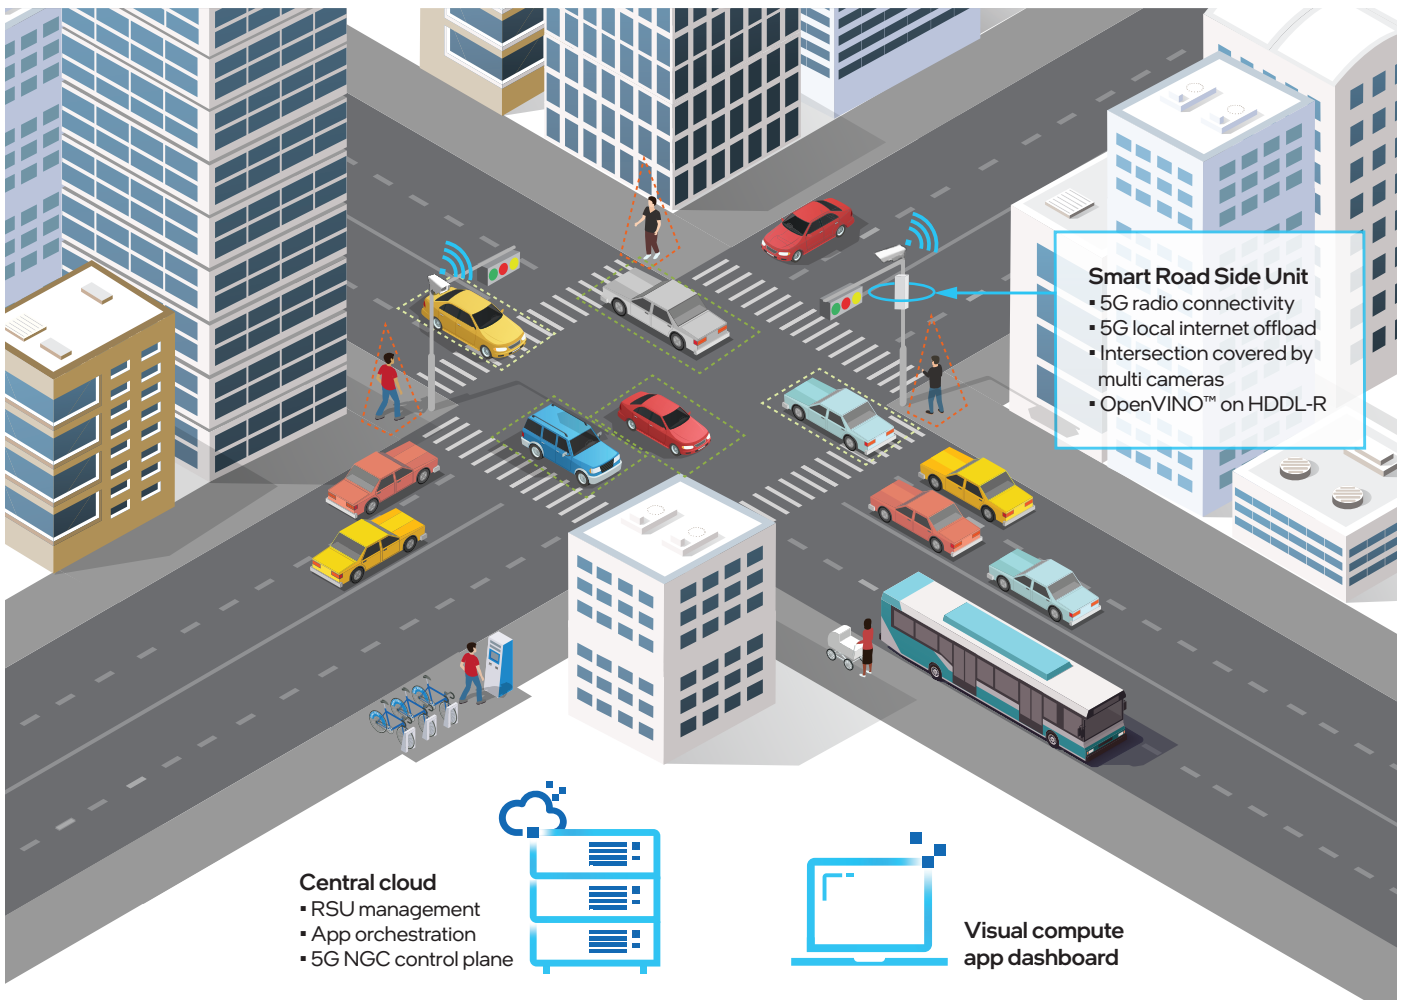 Smart Road Side Unit
▪ 5G radio connectivity
▪ 5G local internet offload
▪ Intersection covered by
multi cameras
▪ OpenVINO™ on HDDL-R
Central cloud
▪ RSU management
▪ App orchestration
▪ 5G NGC control plane
Visual compute
app dashboard